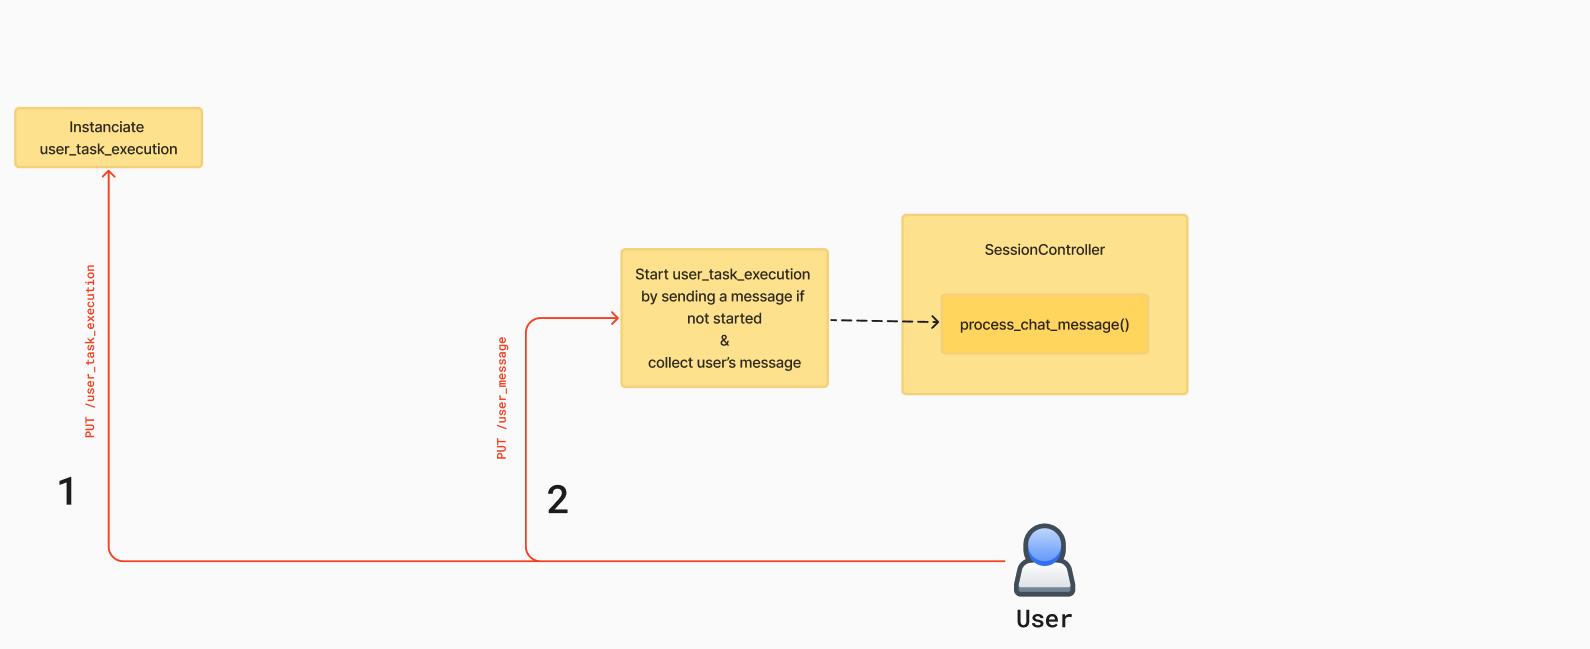 Instanciate
user_task_execution
PUT /user_task_execution
1
PUT /user_message
2
Start user_task_execution
by sending a message if
not started
&
collect user's message
SessionController
process_chat_message()
User